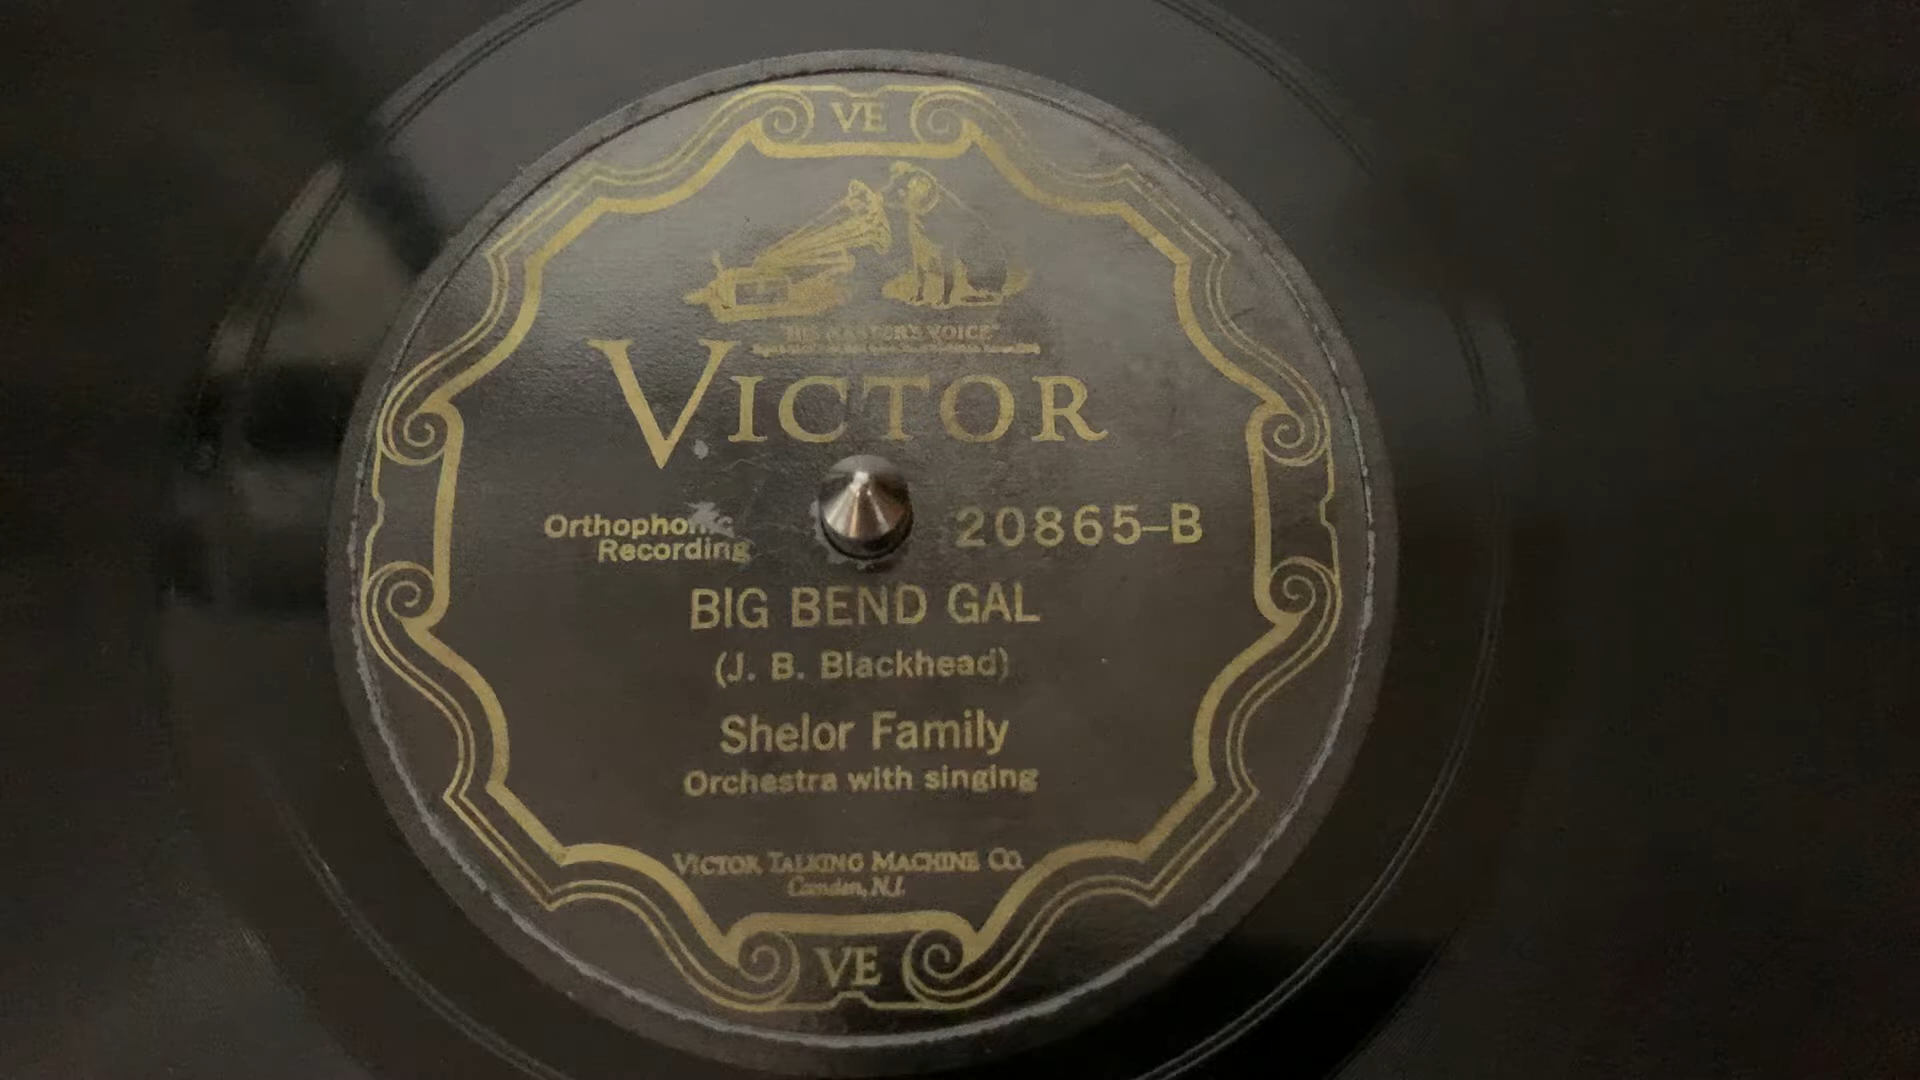 VE
"HIS MASTER'S VOICE"
VICTOR
Orthophonic
Recording
20865-B
BIG BEND GAL
(J. B. Blackhead)
Shelor Family
Orchestra with singing
VICTOR TALKING MACHINE CO.
Camden, N.J.
VE